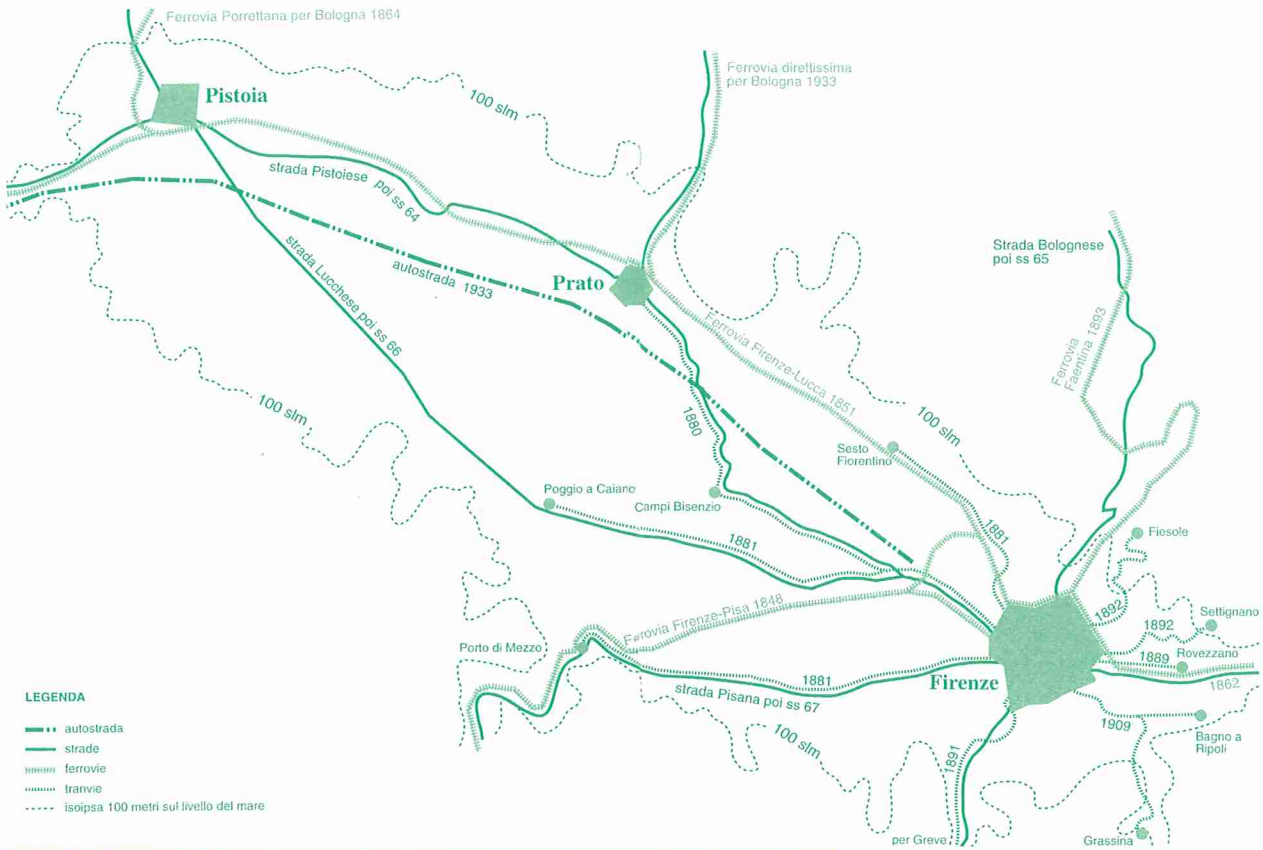 Ferrovia Porrettana per Bologna 1864
Pistoia
100 slm
Ferrovia direttissima
per Bologna 1933
strada Pistoiese poi ss 64
Strada Bolognese
poi ss 65
strada Lucchese poi ss 66
autostrada 1933
Prato
Ferrovia Firenze-Lucca 1851
Ferrovia
Faentina 1893
100 slm
1880
100 slm
Sesto
Fiorentino
Poggio a Caiano
Campi Bisenzio
1881
1881
Fiesole
1892
Ferrovia Firenze-Pisa 1848
Porto di Mezzo
1892
Settignano
1889
Rovezzano
1862
1881
strada Pisana poi ss 67
Firenze
1909
Bagno a
Ripoli
100 slm
1891
per Greve
Grassina
LEGENDA
autostrada
strade
ferrovie
tranvie
isoipsa 100 metri sul livello del mare